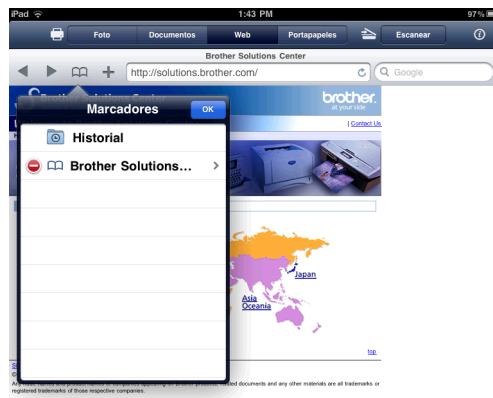 iPad 1:43 PM 97%
Foto Documentos Web Portapapeles Escanear
Brother Solutions Center
http://solutions.brother.com/ Google
brother.
at your side
Marcadores OK
Contact Us
Historial
Brother Solutions...
Japan
Asia
Oceania
top
registered trademarks of those respective companies.